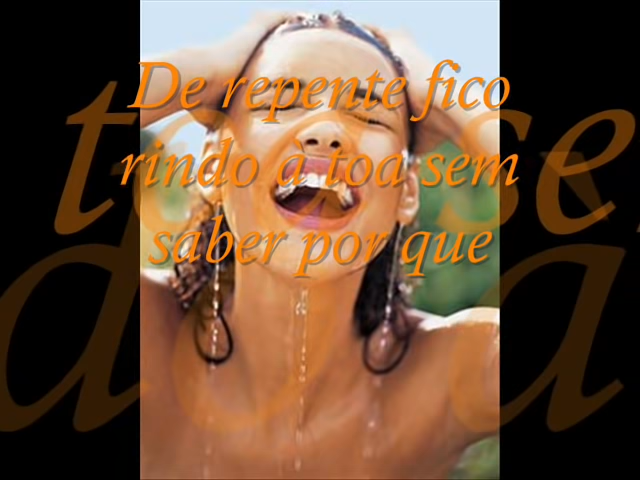 De repente fico
rindo à toa sem
saber por que